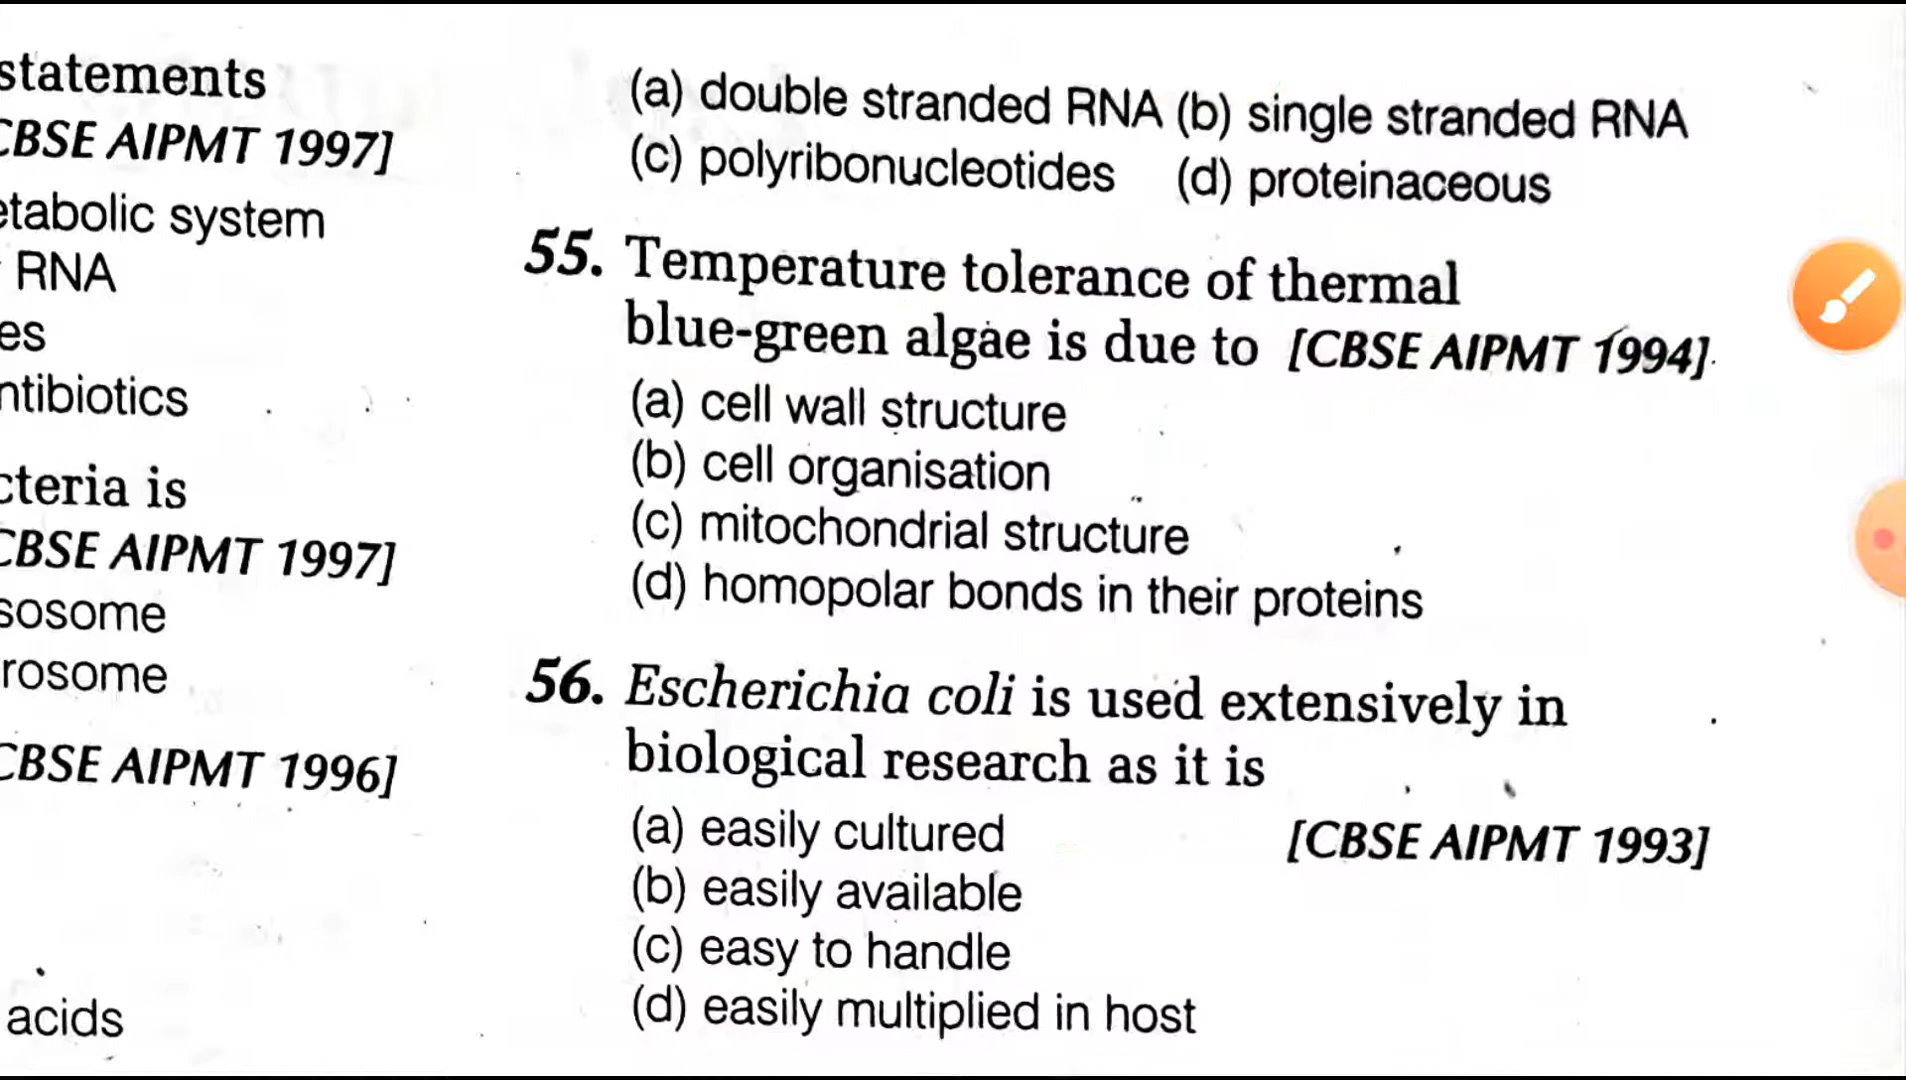 statements
CBSE AIPMT 1997]
etabolic system
RNA
es
ntibiotics
cteria is
CBSE AIPMT 1997]
sosome
rosome
CBSE AIPMT 1996]
acids
(a) double stranded RNA (b) single stranded RNA
(c) polyribonucleotides (d) proteinaceous
55. Temperature tolerance of thermal
blue-green algae is due to [CBSE AIPMT 1994]
(a) cell wall structure
(b) cell organisation
(c) mitochondrial structure
(d) homopolar bonds in their proteins
56. Escherichia coli is used extensively in
biological research as it is
(a) easily cultured [CBSE AIPMT 1993]
(b) easily available
(c) easy to handle
(d) easily multiplied in host